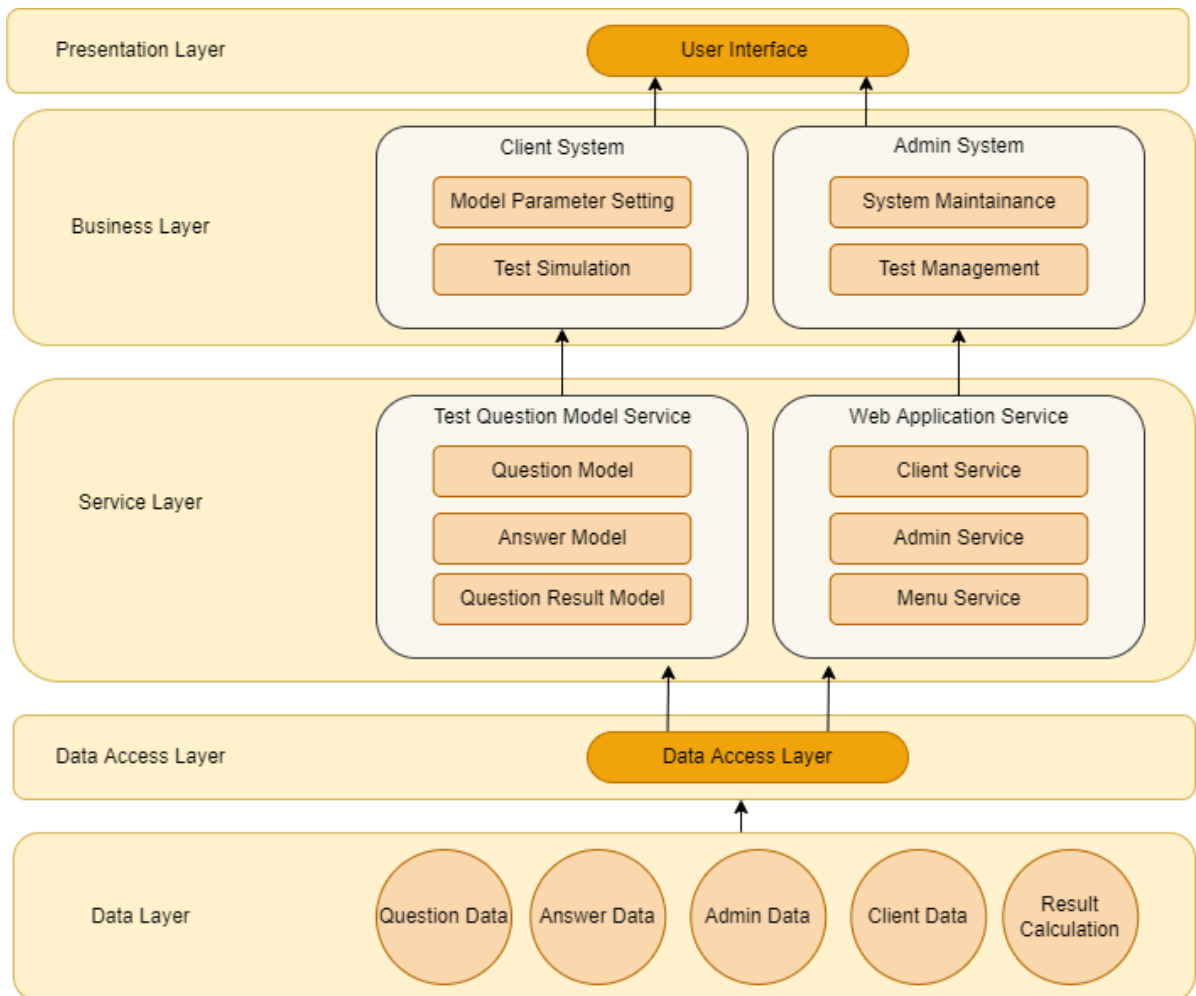 Presentation Layer
User Interface
Business Layer
Client System
Model Parameter Setting
Test Simulation
Admin System
System Maintainance
Test Management
Service Layer
Test Question Model Service
Question Model
Answer Model
Question Result Model
Web Application Service
Client Service
Admin Service
Menu Service
Data Access Layer
Data Access Layer
Data Layer
Question Data
Answer Data
Admin Data
Client Data
Result
Calculation